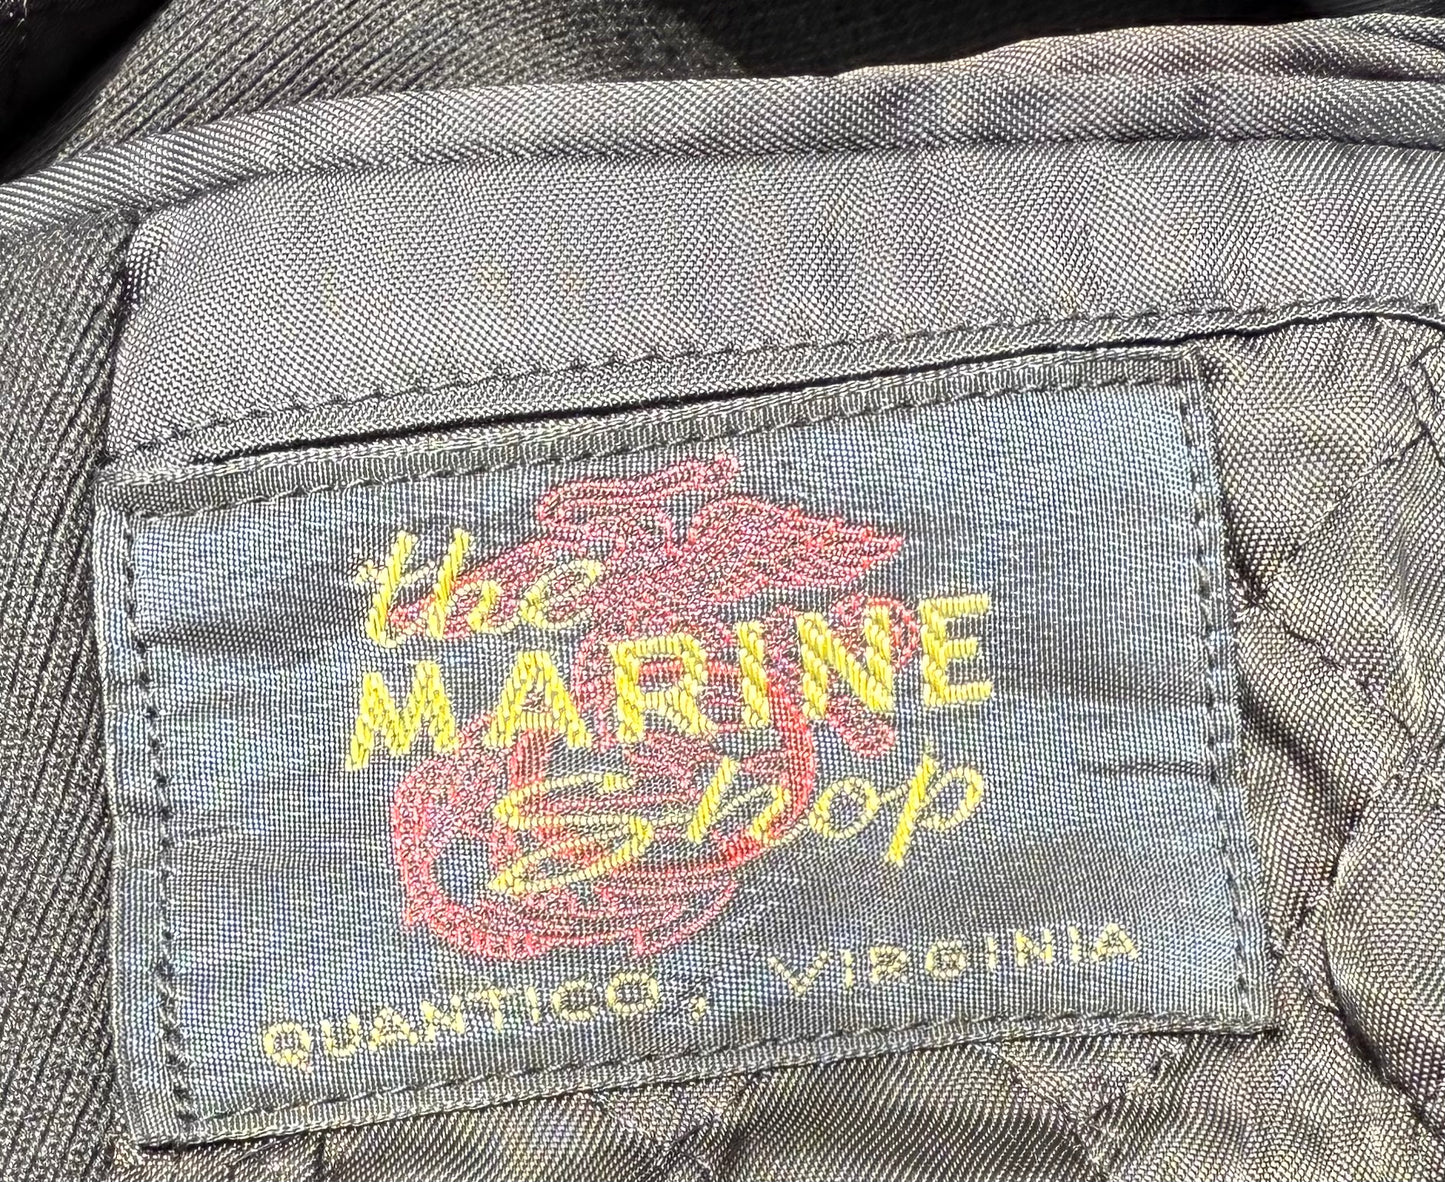 the
MARINE
Shop
QUANTICO, VIRGINIA